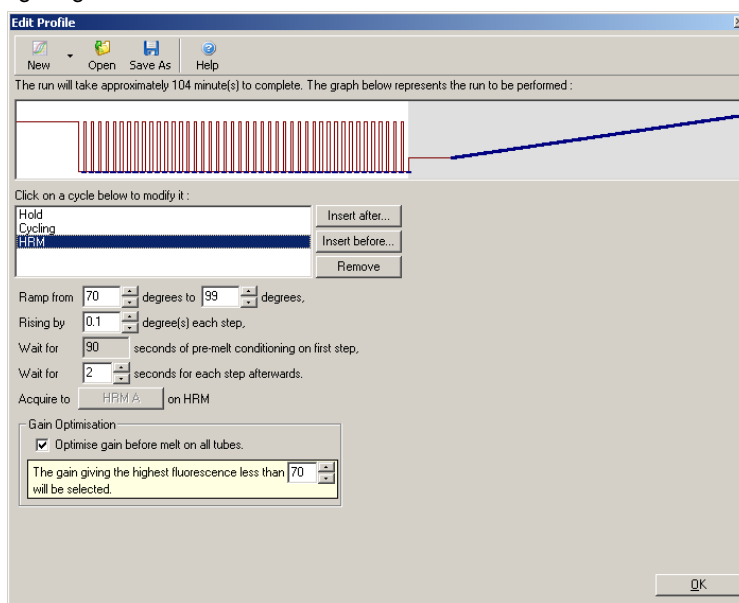 Edit Profile
New Open Save As Help
The run will take approximately 104 minute(s) to complete. The graph below represents the run to be performed :
Click on a cycle below to modify it :
Hold
Cycling
HRM
Insert after...
Insert before...
Remove
Ramp from 70 degrees to 99 degrees,
Rising by 0.1 degree(s) each step,
Wait for 90 seconds of pre-melt conditioning on first step,
Wait for 2 seconds for each step afterwards.
Acquire to HRM A on HRM
Gain Optimisation
Optimise gain before melt on all tubes.
The gain giving the highest fluorescence less than 70
will be selected.
OK